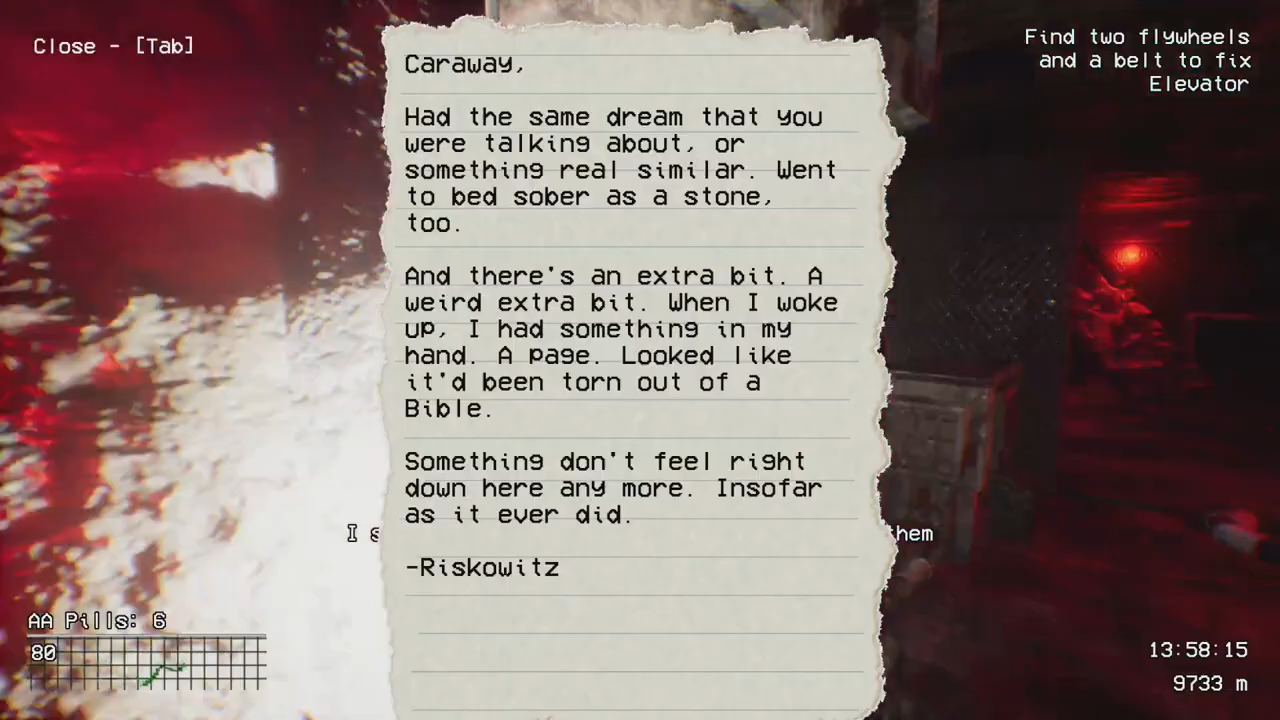 Close - [Tab]
Find two flywheels
and a belt to fix
Elevator
Caraway,
Had the same dream that you
were talking about, or
something real similar. Went
to bed sober as a stone,
too.
And there's an extra bit. A
weird extra bit. When I woke
up, I had something in my
hand. A page. Looked like
it'd been torn out of a
Bible.
Something don't feel right
down here any more. Insofar
as it ever did.
-Riskowitz
I
AA Pills: 6
80
13:58:15
9733 m